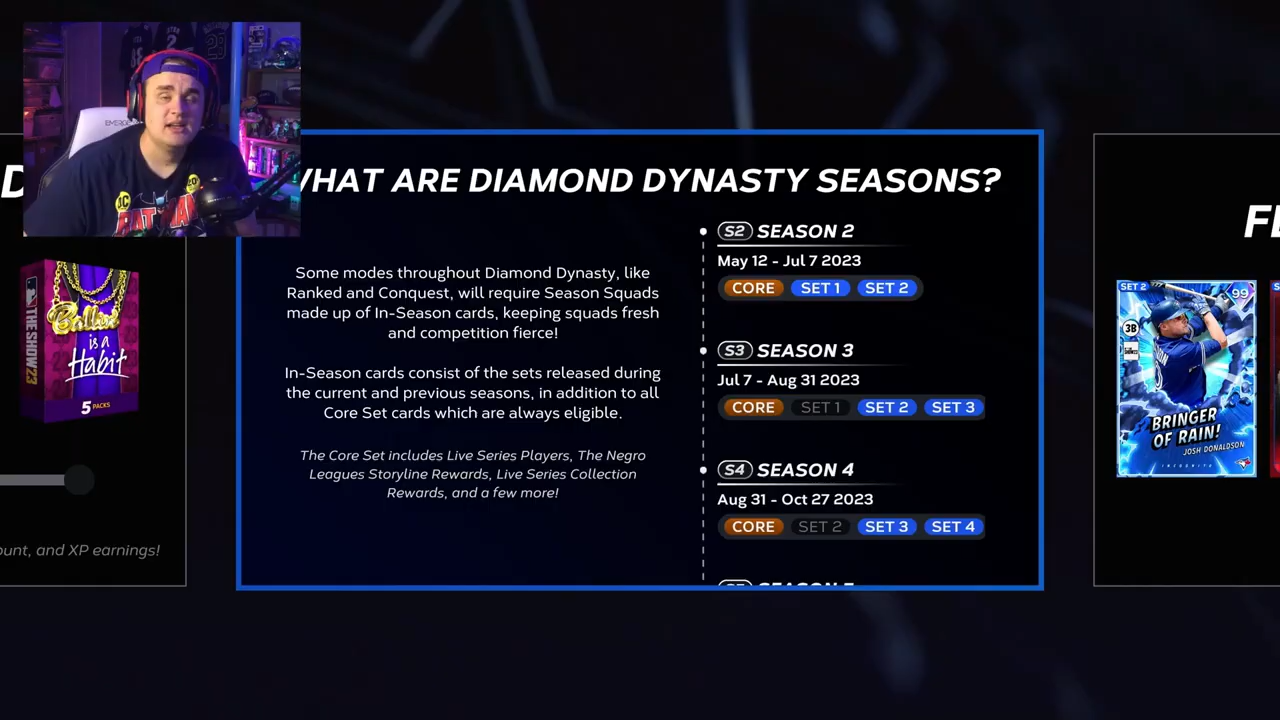 D
EMERGE
DC
20
BATMAN
WHAT ARE DIAMOND DYNASTY SEASONS?
Some modes throughout Diamond Dynasty, like
Ranked and Conquest, will require Season Squads
made up of In-Season cards, keeping squads fresh
and competition fierce!
In-Season cards consist of the sets released during
the current and previous seasons, in addition to all
Core Set cards which are always eligible.
The Core Set includes Live Series Players, The Negro
Leagues Storyline Rewards, Live Series Collection
Rewards, and a few more!
S2 SEASON 2
May 12 - Jul 7 2023
CORE SET 1 SET 2
S3 SEASON 3
Jul 7 - Aug 31 2023
CORE SET 1 SET 2 SET 3
S4 SEASON 4
Aug 31 - Oct 27 2023
CORE SET 2 SET 3 SET 4
THE SHOW 23
Ballin'
is a
Habit
5 PACKS
ount, and XP earnings!
SET 2
99
3B
BRINGER
OF RAIN!
JOSH DONALDSON
INCOGNITO